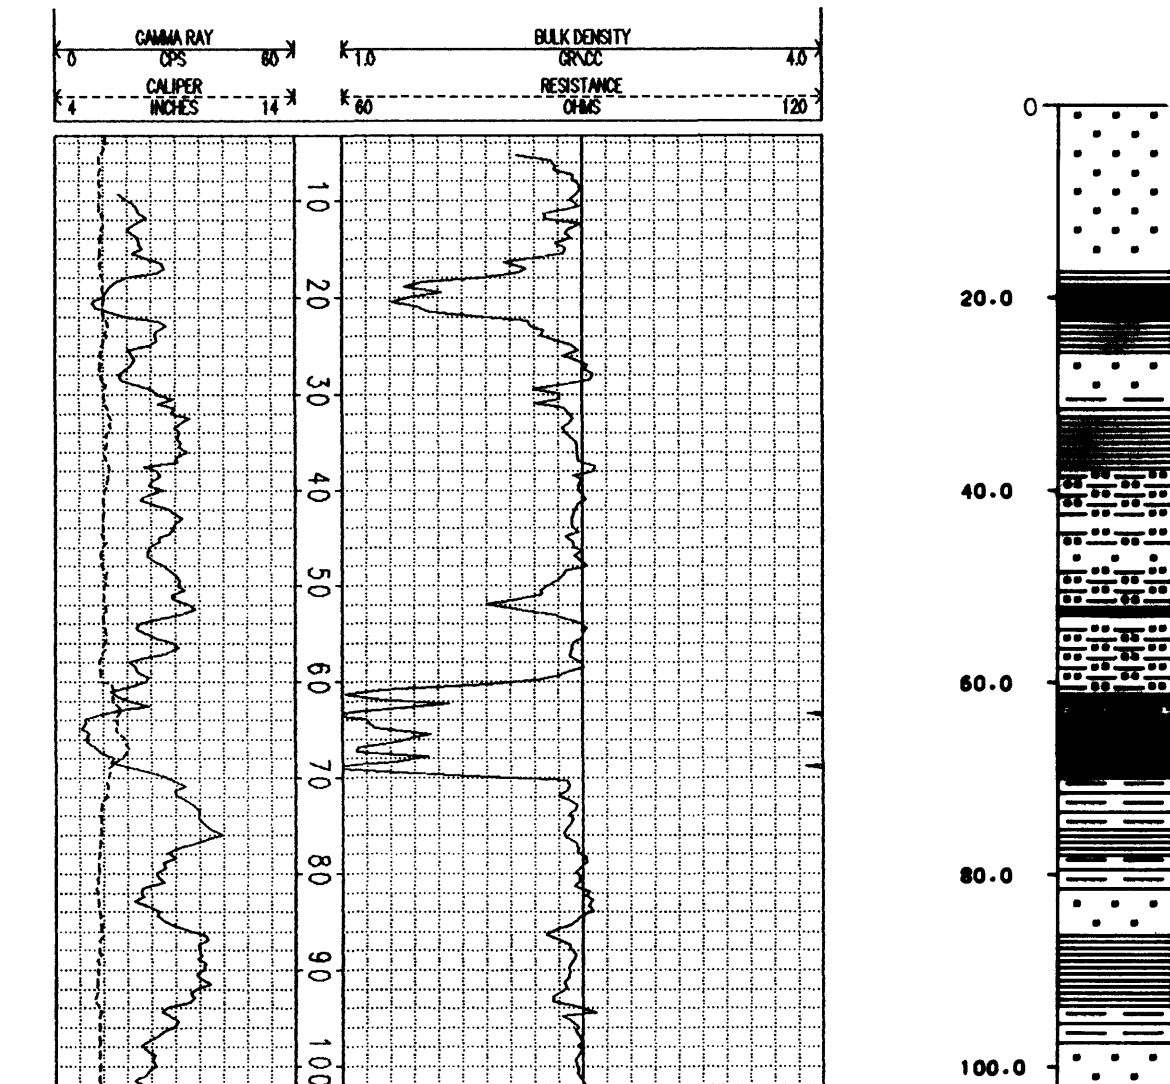 GAMMA RAY
0 CPS 60
CALIPER
4 INCHES 14
BULK DENSITY
1.0 GR\CC 4.0
RESISTANCE
60 OHMS 120
10
20
30
40
50
60
70
80
90
100
0
20.0
40.0
60.0
80.0
100.0